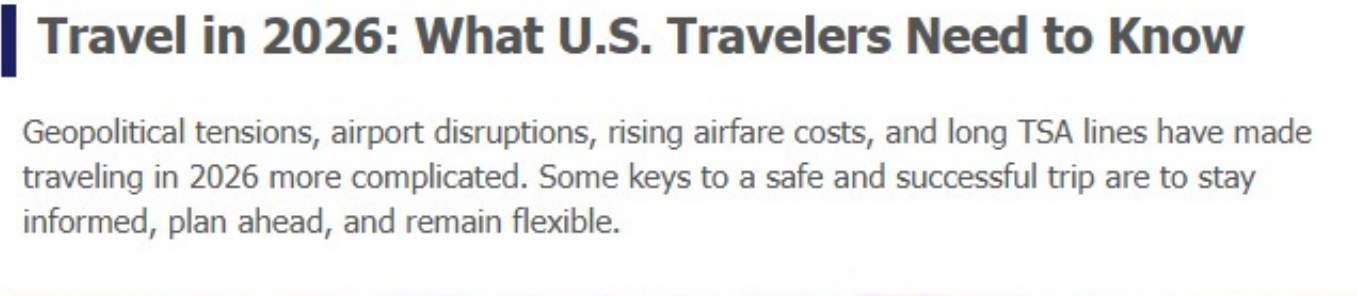 Travel in 2026: What U.S. Travelers Need to Know
Geopolitical tensions, airport disruptions, rising airfare costs, and long TSA lines have made
traveling in 2026 more complicated. Some keys to a safe and successful trip are to stay
informed, plan ahead, and remain flexible.